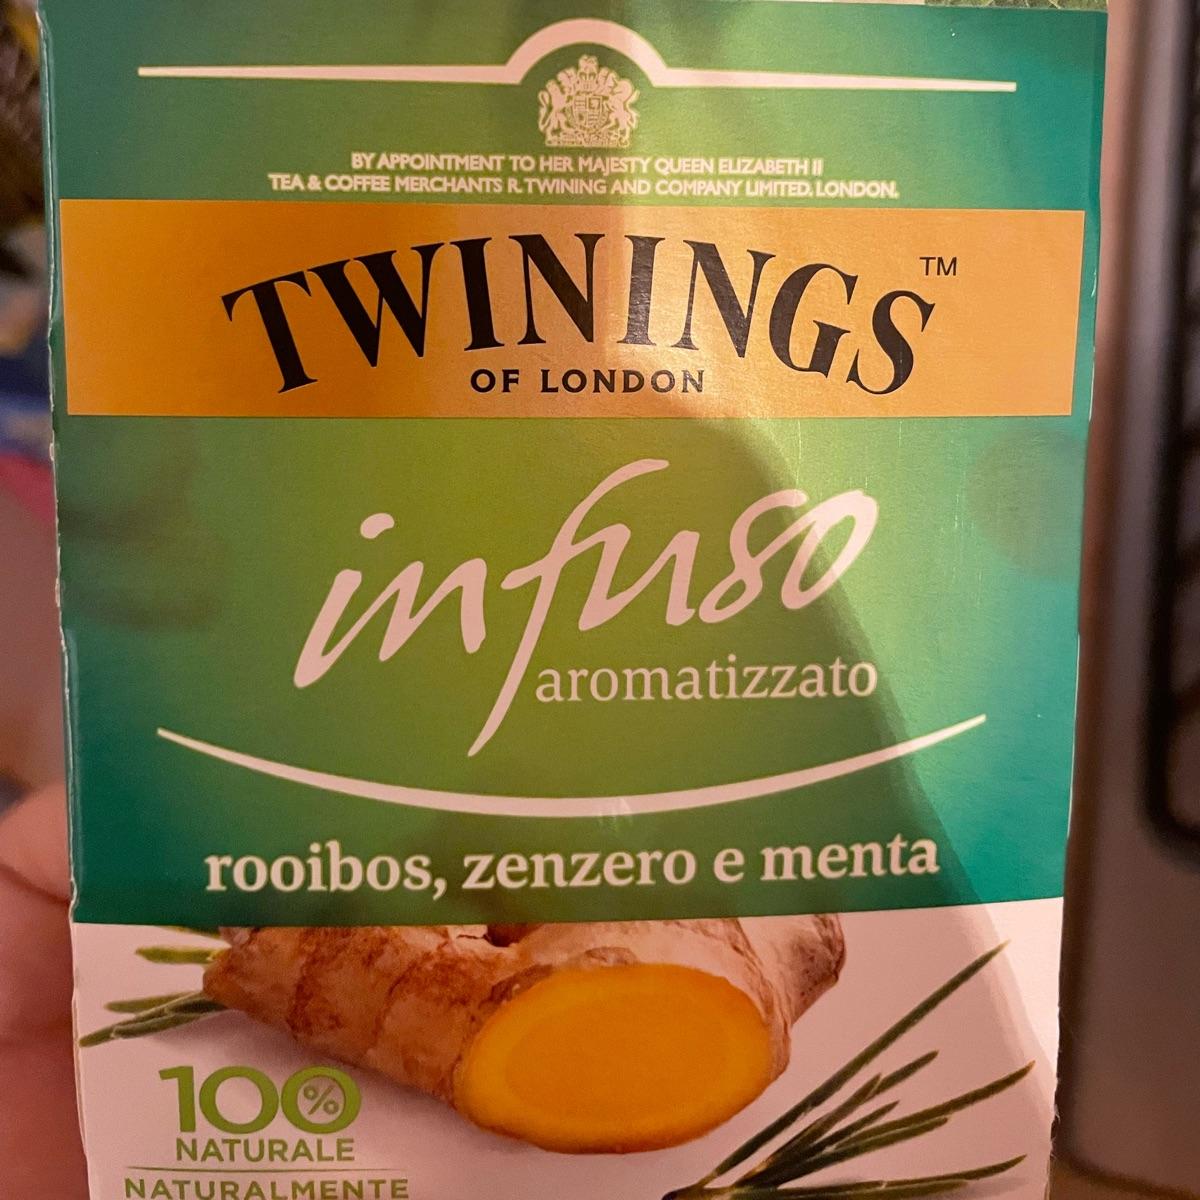 BY APPOINTMENT TO HER MAJESTY QUEEN ELIZABETH II
TEA & COFFEE MERCHANTS R. TWINING AND COMPANY LIMITED, LONDON.
TWININGS™
OF LONDON
infuso
aromatizzato
rooibos, zenzero e menta
100%
NATURALE
NATURALMENTE